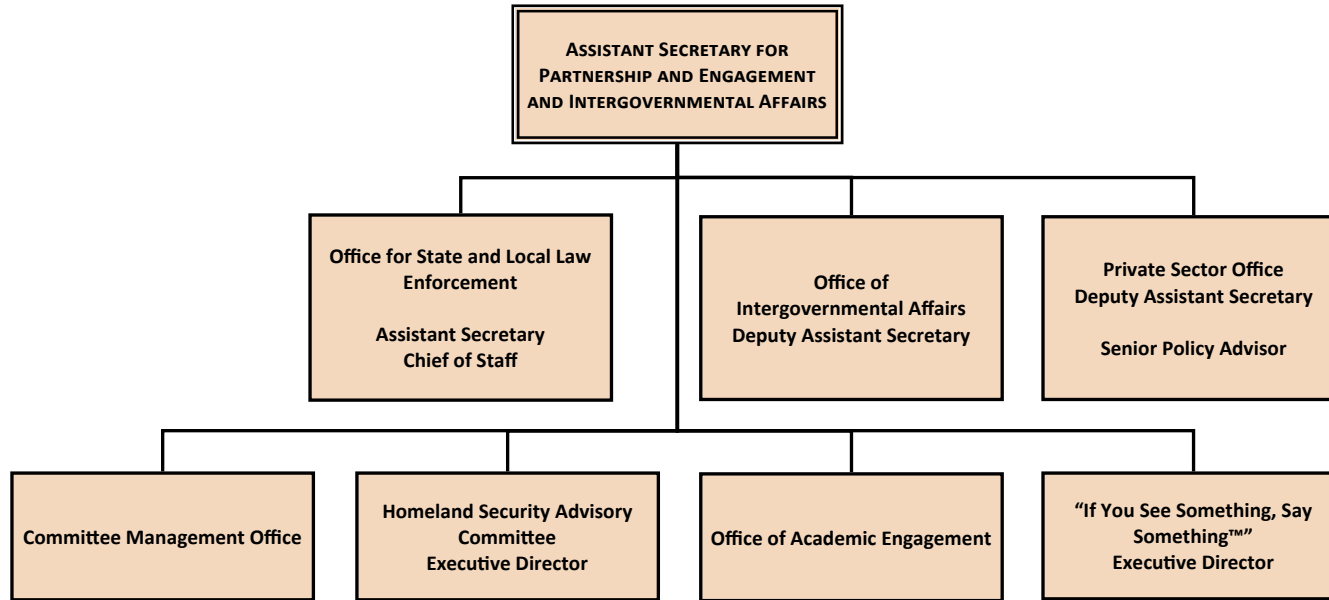 ASSISTANT SECRETARY FOR
PARTNERSHIP AND ENGAGEMENT
AND INTERGOVERNMENTAL AFFAIRS
Office for State and Local Law
Enforcement
Assistant Secretary
Chief of Staff
Office of
Intergovernmental Affairs
Deputy Assistant Secretary
Private Sector Office
Deputy Assistant Secretary
Senior Policy Advisor
Committee Management Office
Homeland Security Advisory
Committee
Executive Director
Office of Academic Engagement
“If You See Something, Say
Something™”
Executive Director